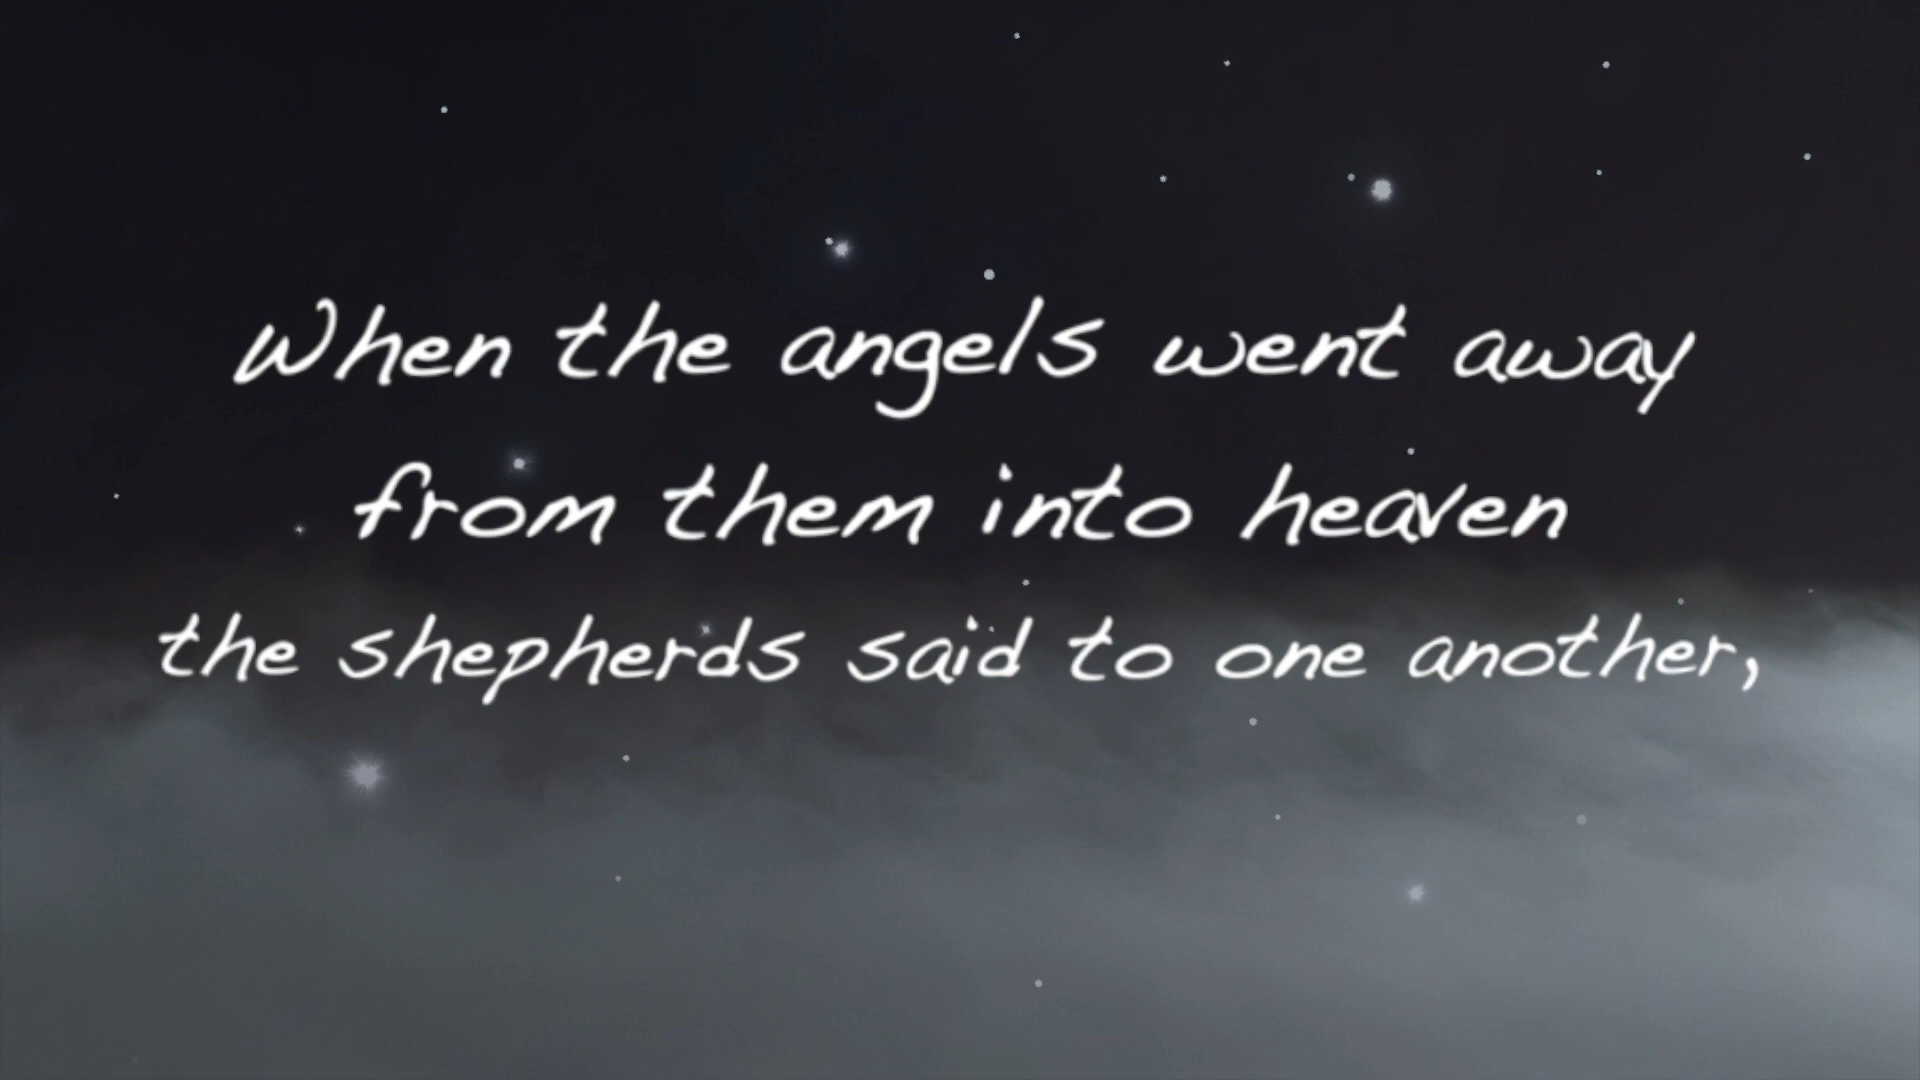 When the angels went away
from them into heaven
the shepherds said to one another,